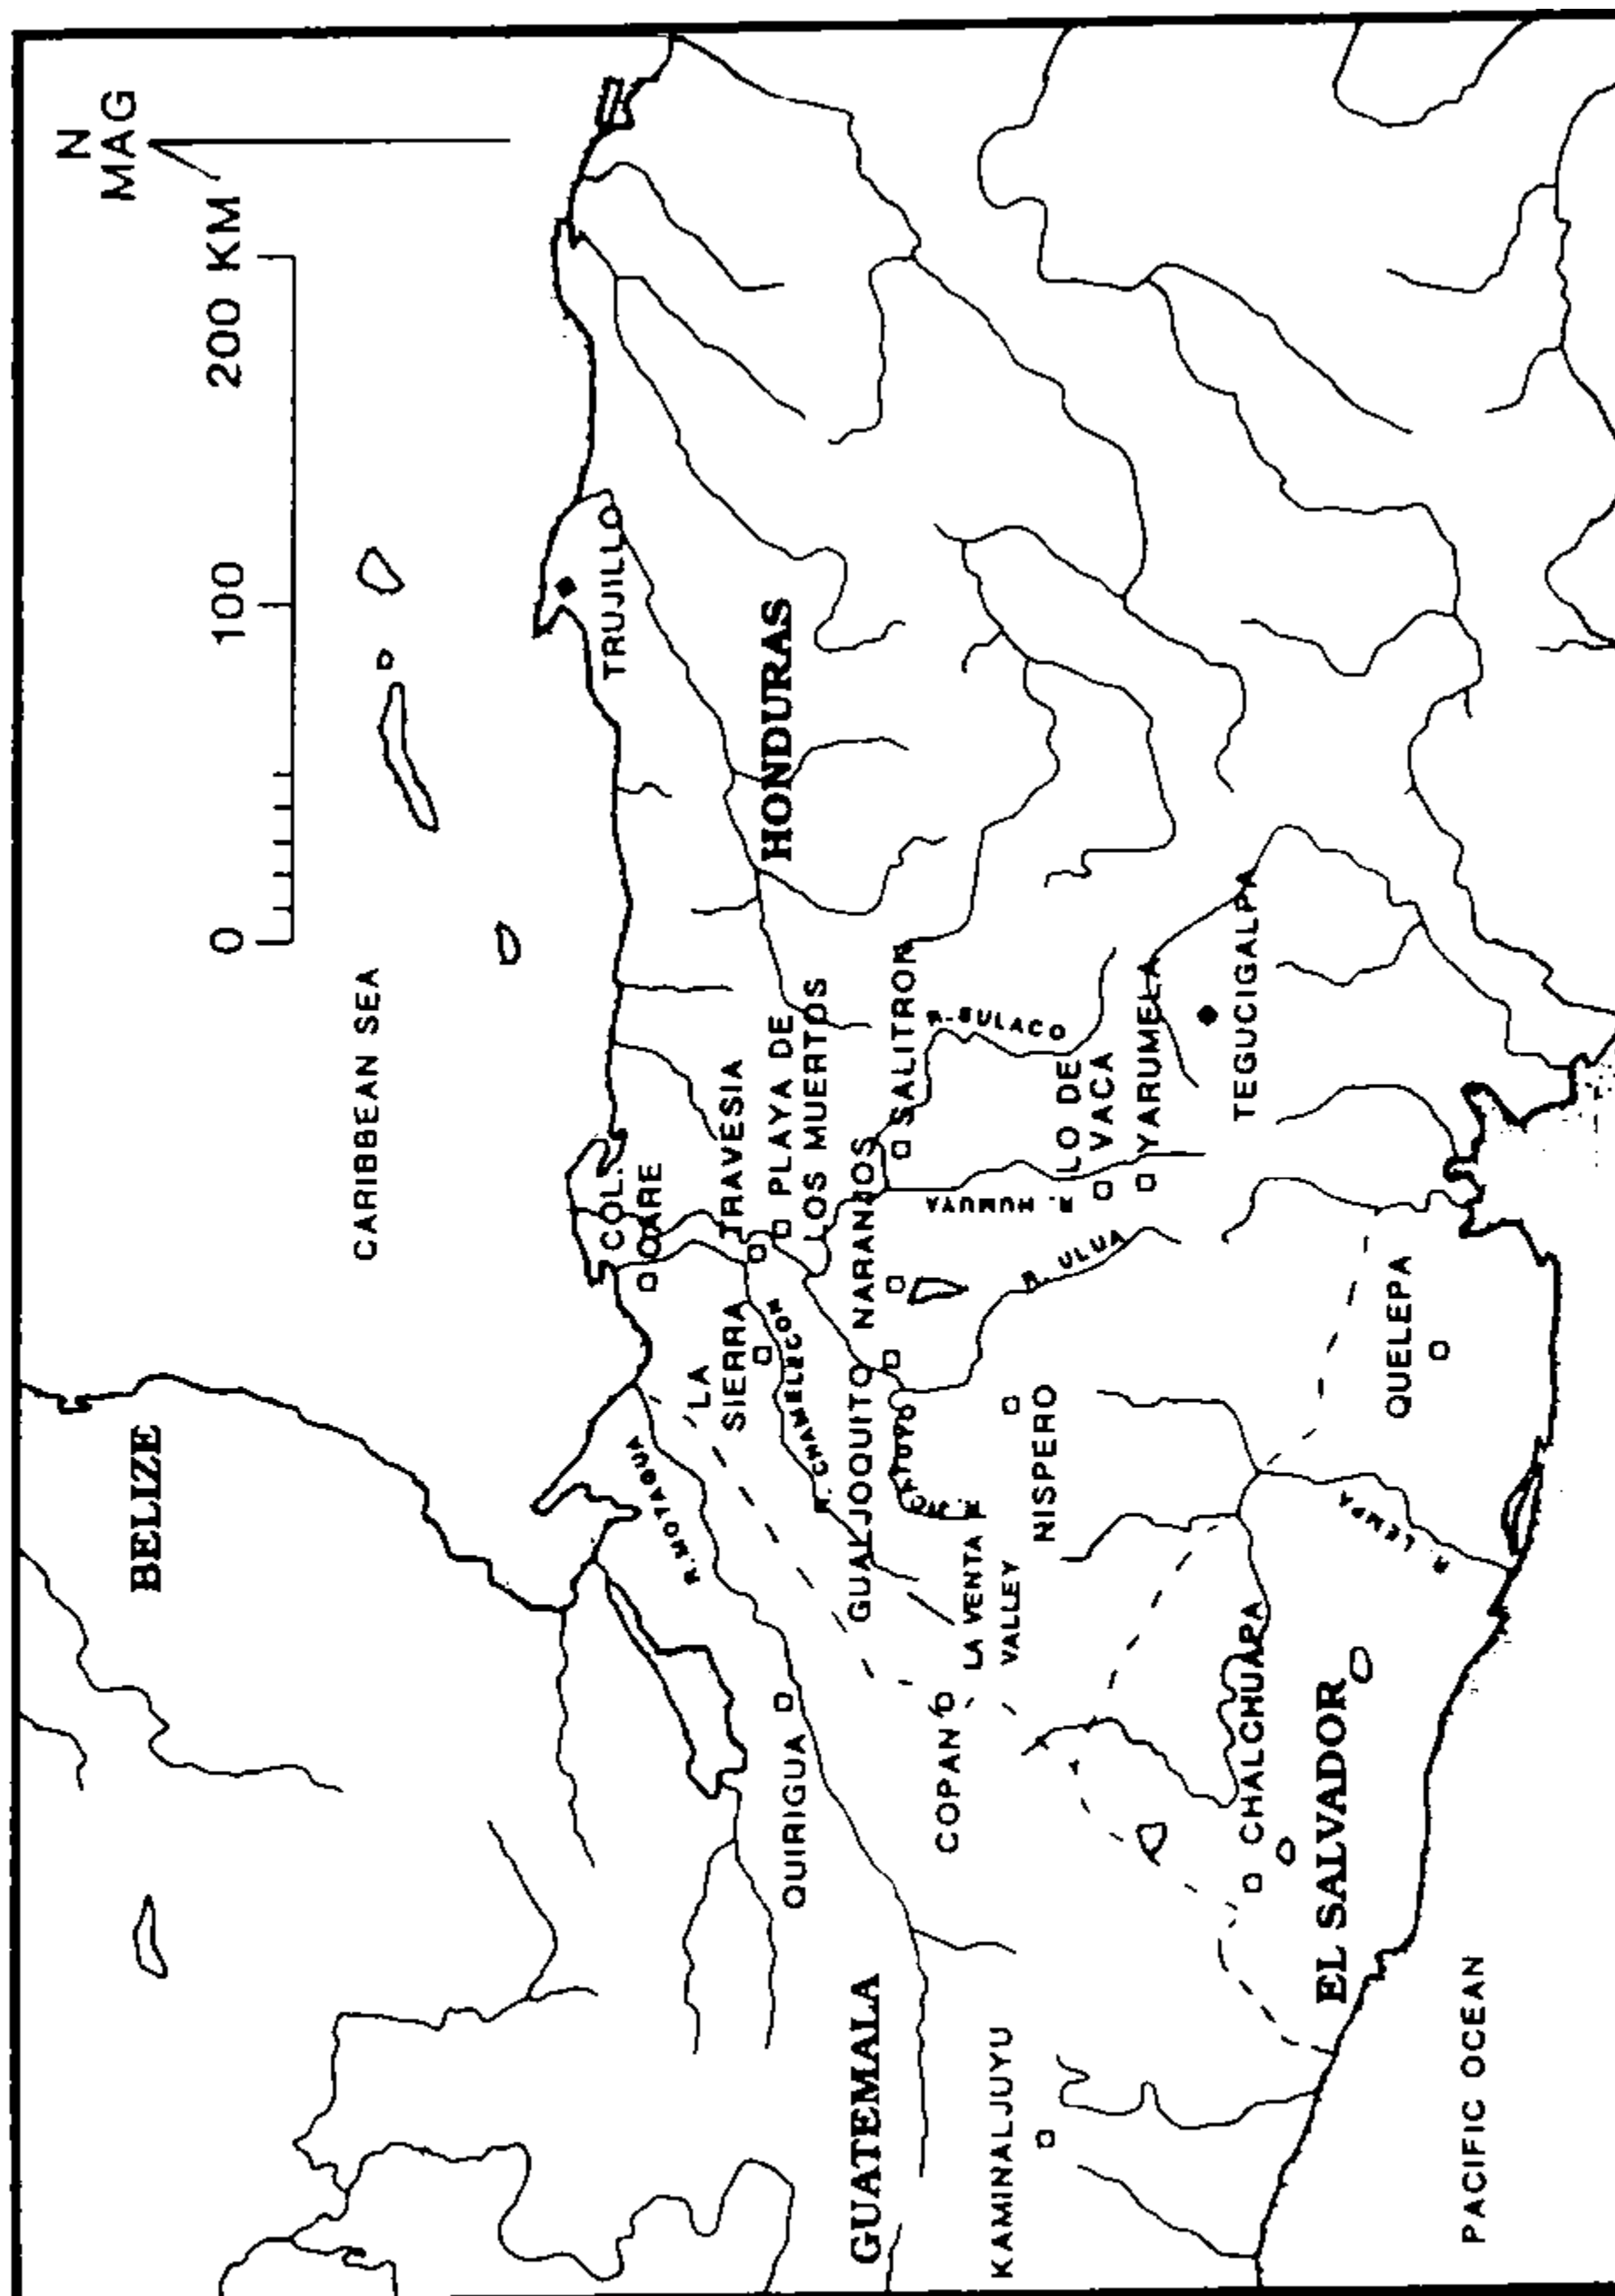 N
MAG
0 100 200 KM
CARIBBEAN SEA
BELIZE
TRUJILLO
COL.
OARE
HONDURAS
TRAVESIA
PLAYA DE
LOS MUERTOS
LA
SIERRA
R. MOTAGUA
R. CHAMELECON
QUIRIGUA
GUATEMALA
GUALJOQUITO
NARANJOS
SALITRON
R. SULACO
R. HUMUYA
R. ULUA
LO DE
VACA
YARUMELA
TEGUCIGALPA
COPAN
LA VENTA
VALLEY
NISPERO
KAMINALJUYU
CHALCHUAPA
EL SALVADOR
QUELEPA
R. LEMPA
PACIFIC OCEAN